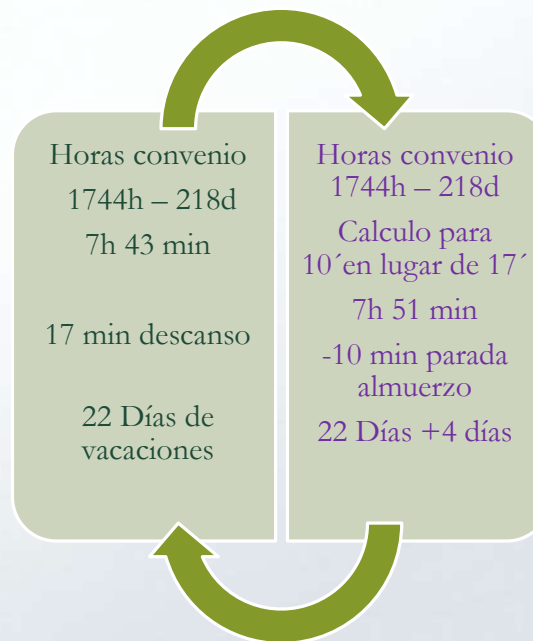 Horas convenio
1744h – 218d
7h 43 min
17 min descanso
22 Días de
vacaciones
Horas convenio
1744h – 218d
Calculo para
10´en lugar de 17´
7h 51 min
-10 min parada
almuerzo
22 Días +4 días